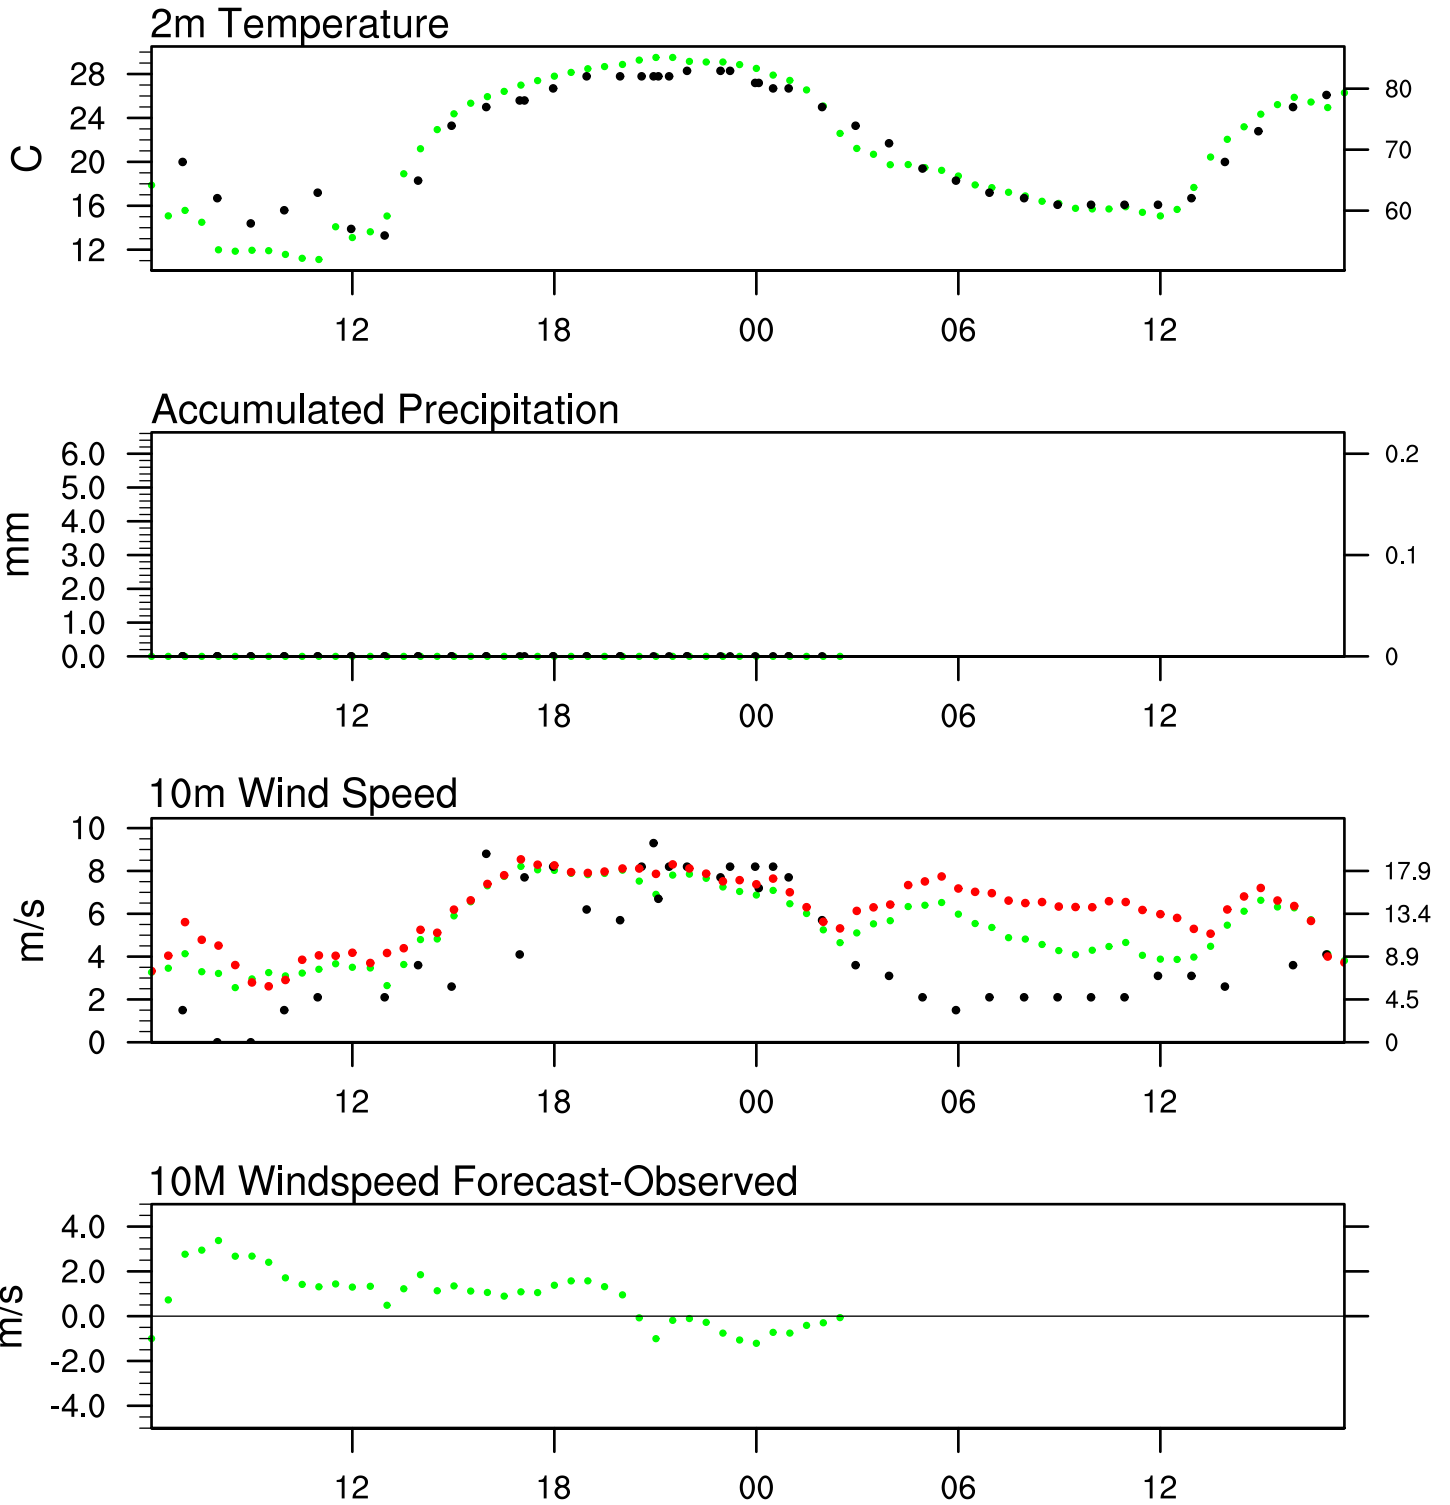 2m Temperature
28
24
20
16
12
C
80
70
60
12 18 00 06 12
Accumulated Precipitation
6.0
5.0
4.0
3.0
2.0
1.0
0.0
mm
0.2
0.1
0
12 18 00 06 12
10m Wind Speed
10
8
6
4
2
0
m/s
17.9
13.4
8.9
4.5
0
12 18 00 06 12
10M Windspeed Forecast-Observed
4.0
2.0
0.0
-2.0
-4.0
m/s
12 18 00 06 12